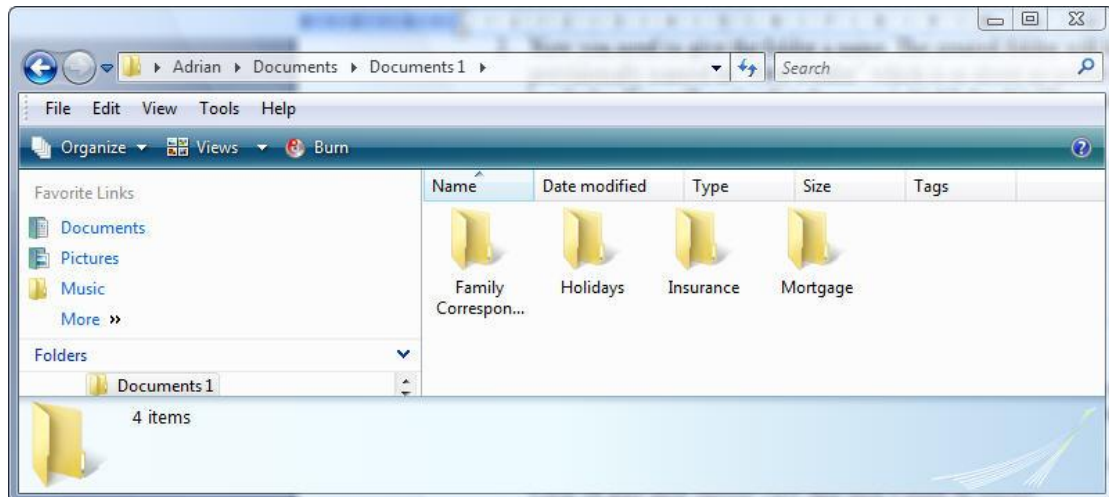 Adrian Documents Documents 1 Search
File Edit View Tools Help
Organize Views Burn
Favorite Links
Documents
Pictures
Music
More »
Folders
Documents 1
Name Date modified Type Size Tags
Family
Correspon...
Holidays
Insurance
Mortgage
4 items